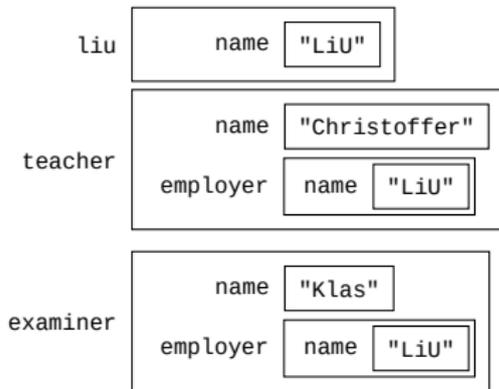 liu name "LiU"
name "Christoffer"
teacher
employer name "LiU"
name "Klas"
examiner
employer name "LiU"